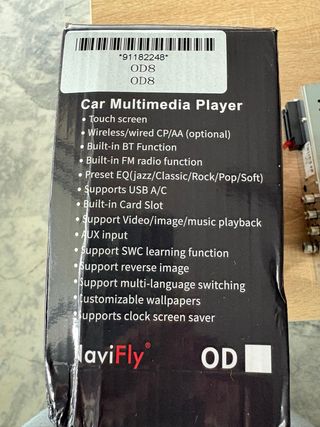 *91182248*
OD8
OD8
Car Multimedia Player
• Touch screen
• Wireless/wired CP/AA (optional)
• Built-in BT Function
• Built-in FM radio function
• Preset EQ(jazz/Classic/Rock/Pop/Soft)
• Supports USB A/C
• Built-in Card Slot
• Support Video/image/music playback
• AUX input
• Support SWC learning function
• Support reverse image
• Support multi-language switching
• Customizable wallpapers
• Supports clock screen saver
NaviFly® OD